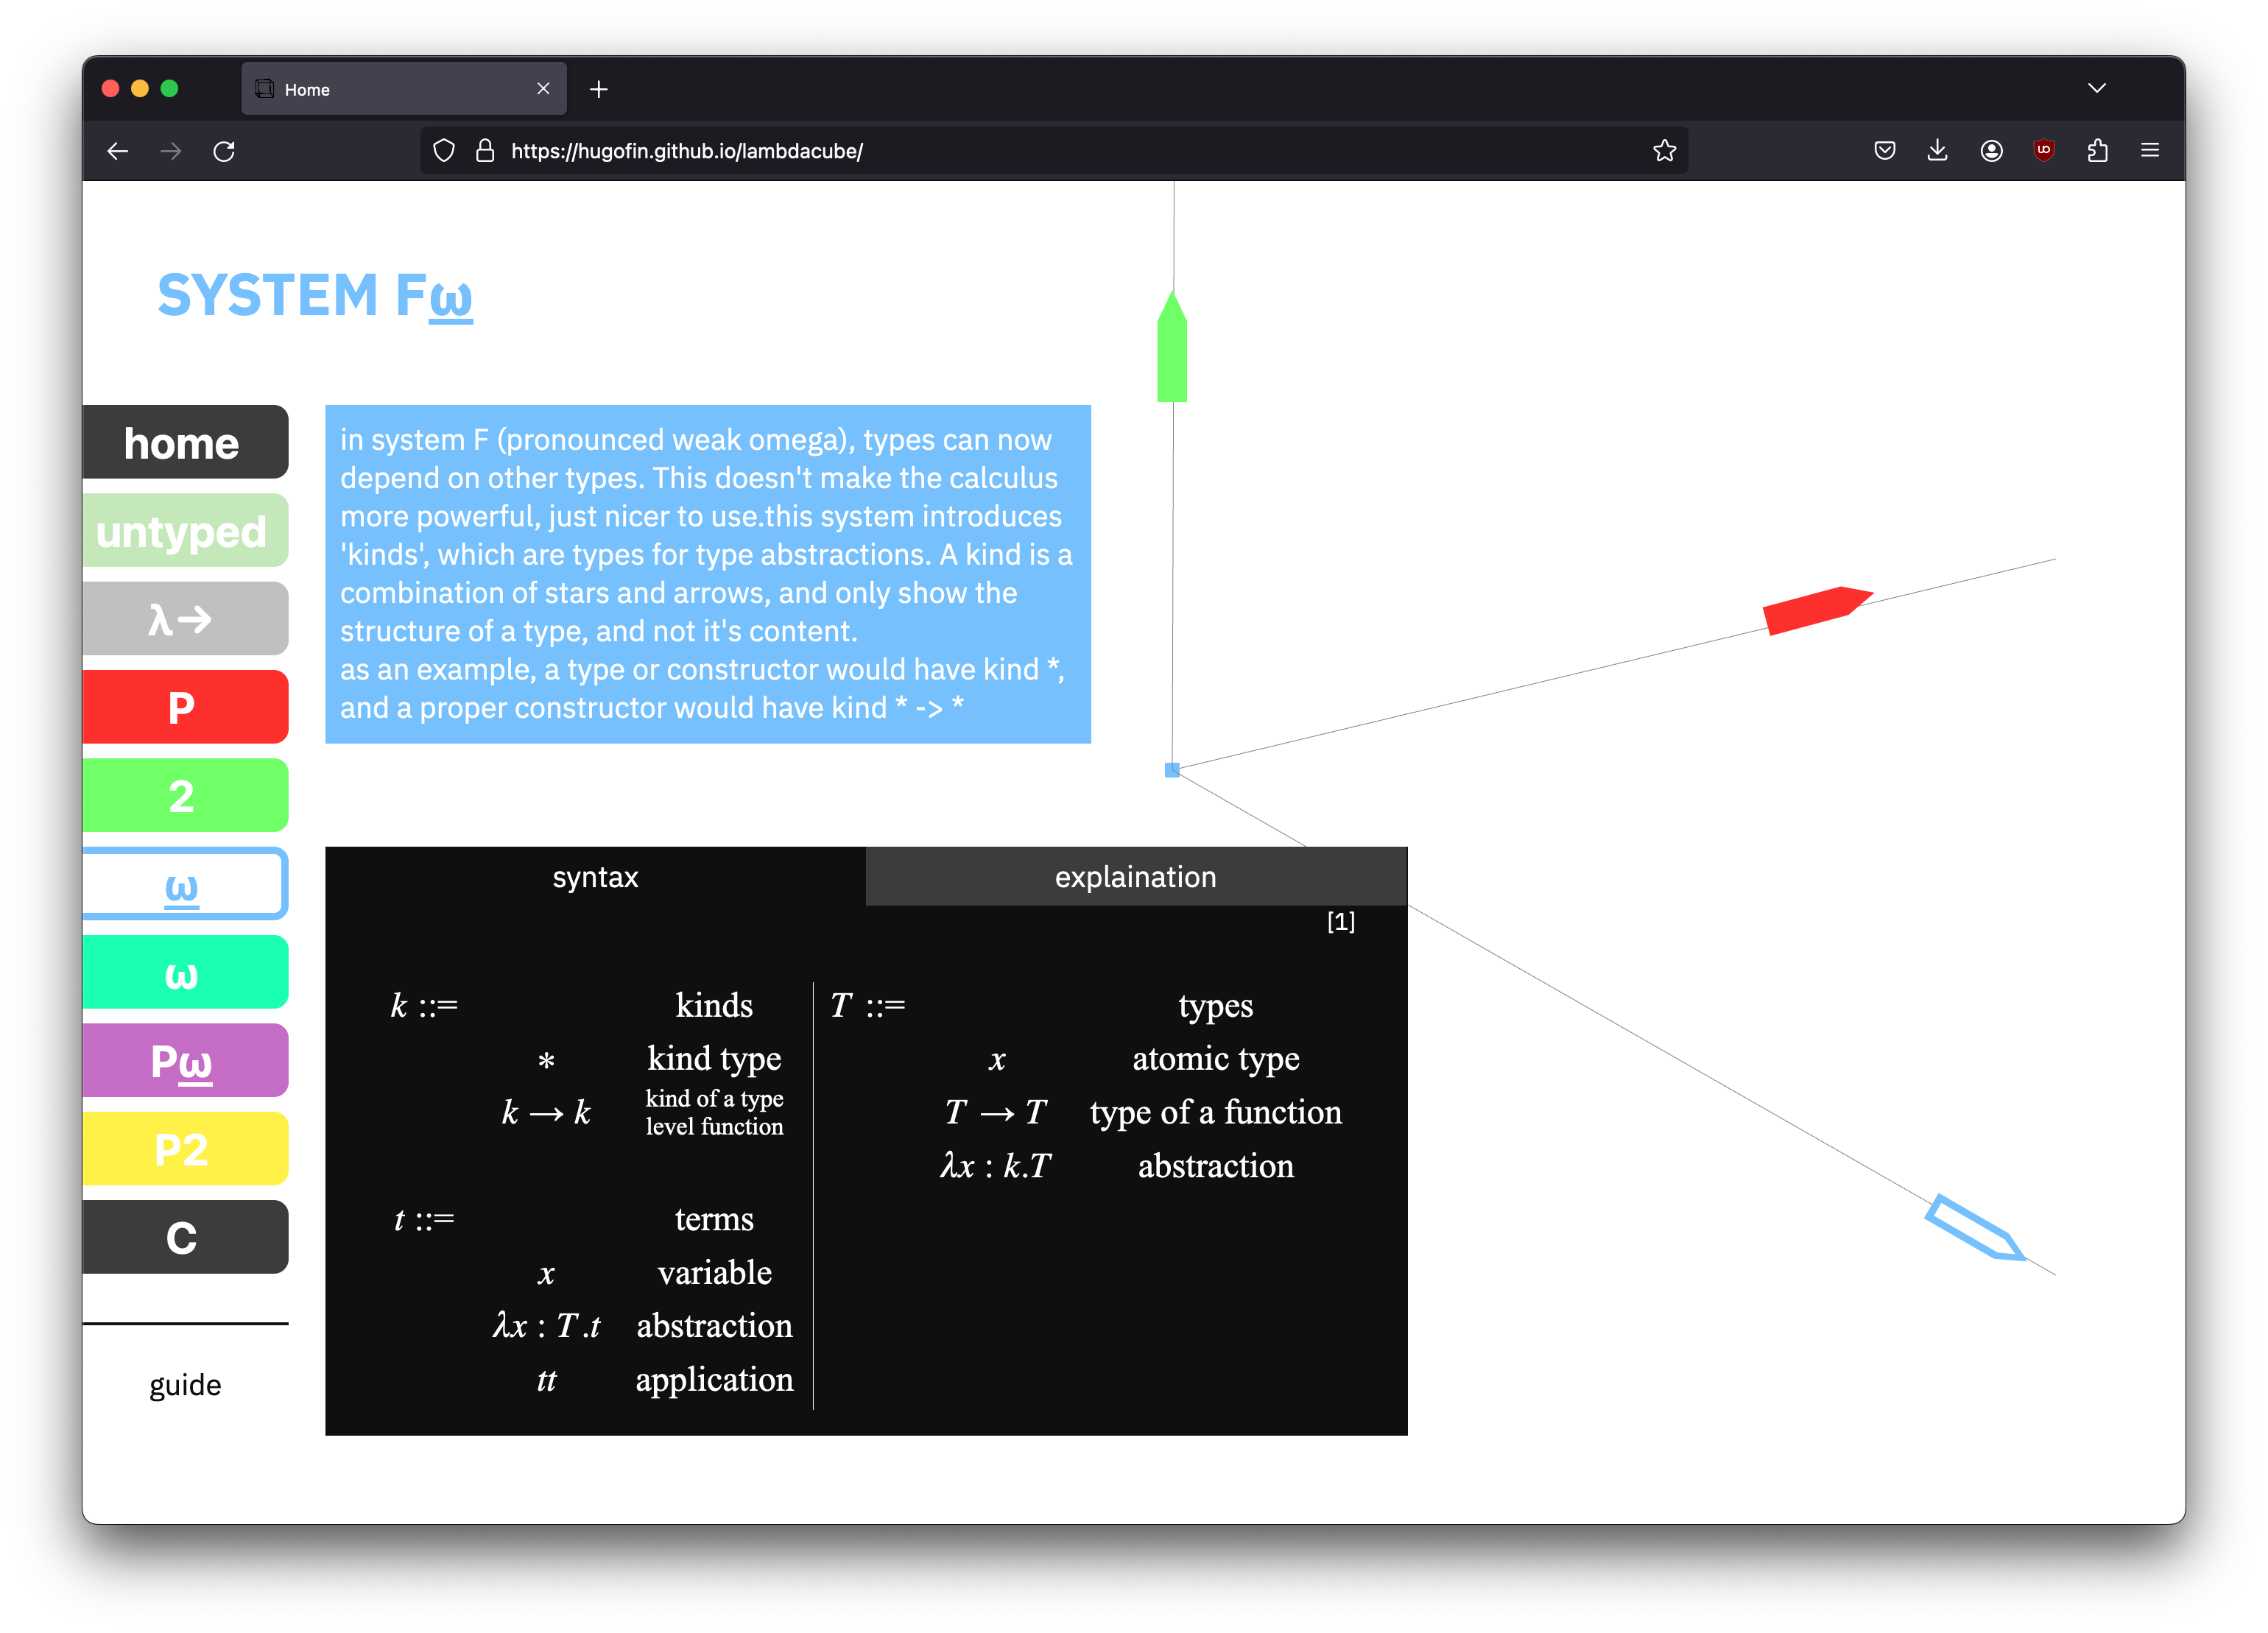 Home
https://hugofin.github.io/lambdacube/
SYSTEM Fω
home
untyped
λ→
P
2
ω
ω
Pω
P2
C
guide
in system F (pronounced weak omega), types can now
depend on other types. This doesn't make the calculus
more powerful, just nicer to use.this system introduces
'kinds', which are types for type abstractions. A kind is a
combination of stars and arrows, and only show the
structure of a type, and not it's content.
as an example, a type or constructor would have kind *,
and a proper constructor would have kind * -> *
syntax
explaination
[1]
k ::= kinds
* kind type
k → k kind of a type
level function
t ::= terms
x variable
λx : T.t abstraction
tt application
T ::= types
x atomic type
T → T type of a function
λx : k.T abstraction